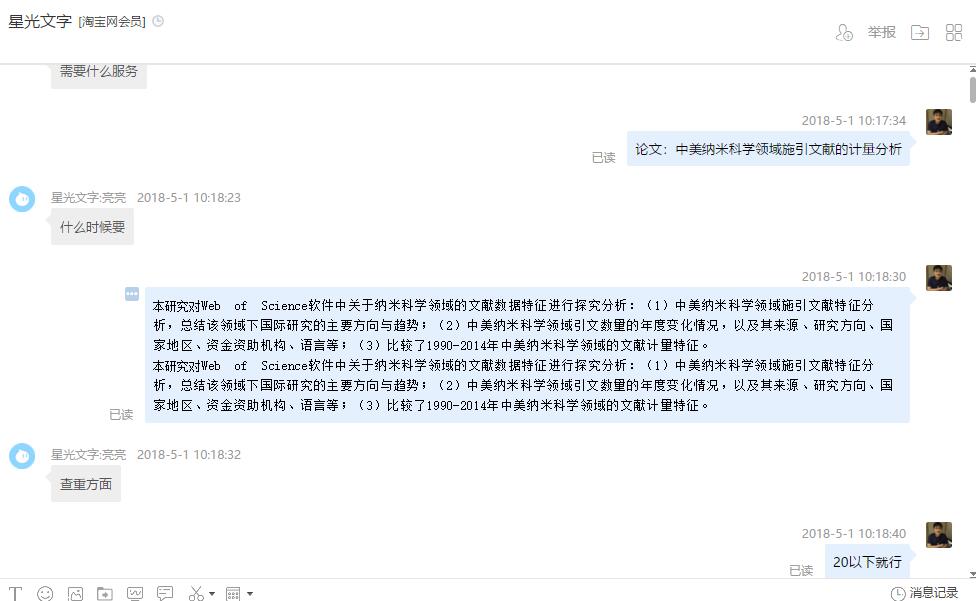 星光文字 [淘宝网会员]
举报
需要什么服务
2018-5-1 10:17:34
已读
论文：中美纳米科学领域施引文献的计量分析
星光文字:亮亮 2018-5-1 10:18:23
什么时候要
2018-5-1 10:18:30
本研究对Web of Science软件中关于纳米科学领域的文献数据特征进行探究分析：（1）中美纳米科学领域施引文献特征分
析，总结该领域下国际研究的主要方向与趋势；（2）中美纳米科学领域引文数量的年度变化情况，以及其来源、研究方向、国
家地区、资金资助机构、语言等；（3）比较了1990-2014年中美纳米科学领域的文献计量特征。
本研究对Web of Science软件中关于纳米科学领域的文献数据特征进行探究分析：（1）中美纳米科学领域施引文献特征分
析，总结该领域下国际研究的主要方向与趋势；（2）中美纳米科学领域引文数量的年度变化情况，以及其来源、研究方向、国
家地区、资金资助机构、语言等；（3）比较了1990-2014年中美纳米科学领域的文献计量特征。
已读
星光文字:亮亮 2018-5-1 10:18:32
查重方面
2018-5-1 10:18:40
已读
20以下就行
消息记录